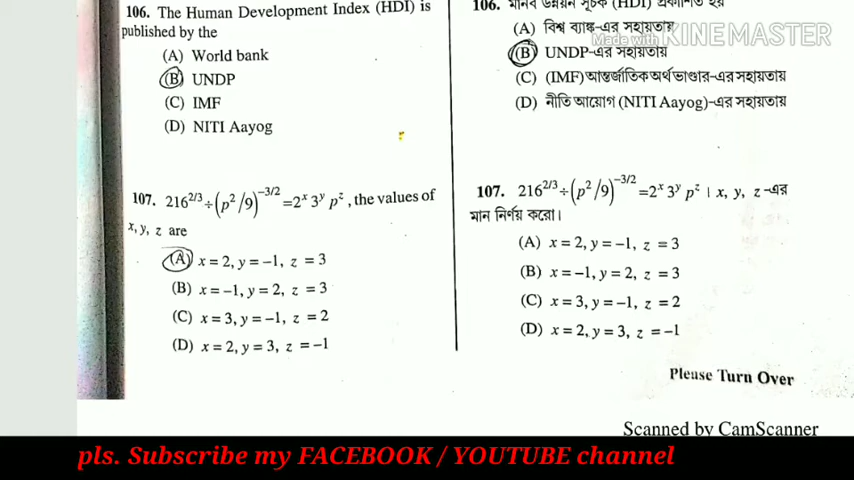 106. The Human Development Index (HDI) is
published by the
(A) World bank
(B) UNDP
(C) IMF
(D) NITI Aayog
107. 216^2/3 ÷ (p^2/9)^-3/2 = 2^x 3^y p^z, the values of
x, y, z are
(A) x = 2, y = −1, z = 3
(B) x = −1, y = 2, z = 3
(C) x = 3, y = −1, z = 2
(D) x = 2, y = 3, z = −1
106. মানব উন্নয়ন সূচক (HDI) প্রকাশিত হয়
Made with KINEMASTER
(A) বিশ্ব ব্যাঙ্ক-এর সহায়তায়
(B) UNDP-এর সহায়তায়
(C) (IMF) আন্তর্জাতিক অর্থ ভাণ্ডার-এর সহায়তায়
(D) নীতি আয়োগ (NITI Aayog)-এর সহায়তায়
107. 216^2/3 ÷ (p^2/9)^-3/2 = 2^x 3^y p^z । x, y, z -এর
মান নির্ণয় করো।
(A) x = 2, y = −1, z = 3
(B) x = −1, y = 2, z = 3
(C) x = 3, y = −1, z = 2
(D) x = 2, y = 3, z = −1
Please Turn Over
Scanned by CamScanner
pls. Subscribe my FACEBOOK / YOUTUBE channel